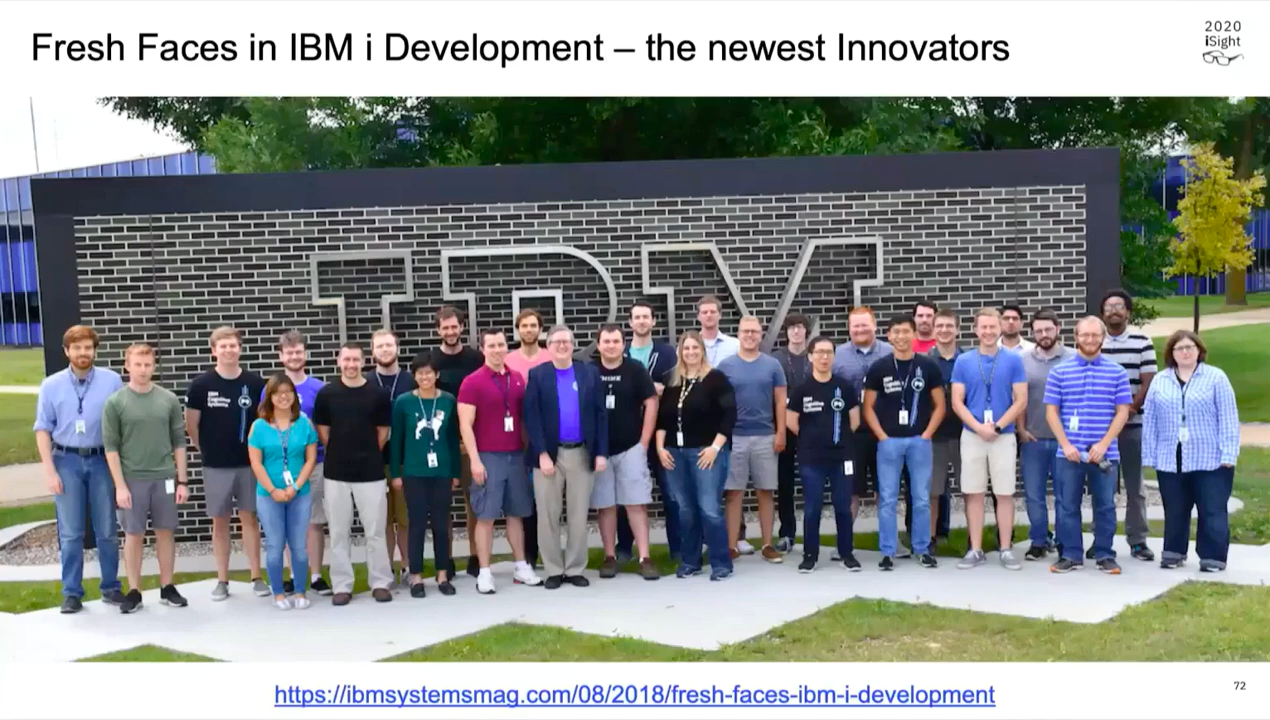 Fresh Faces in IBM i Development – the newest Innovators
2020
iSight
IBM
https://ibmsystemsmag.com/08/2018/fresh-faces-ibm-i-development
72